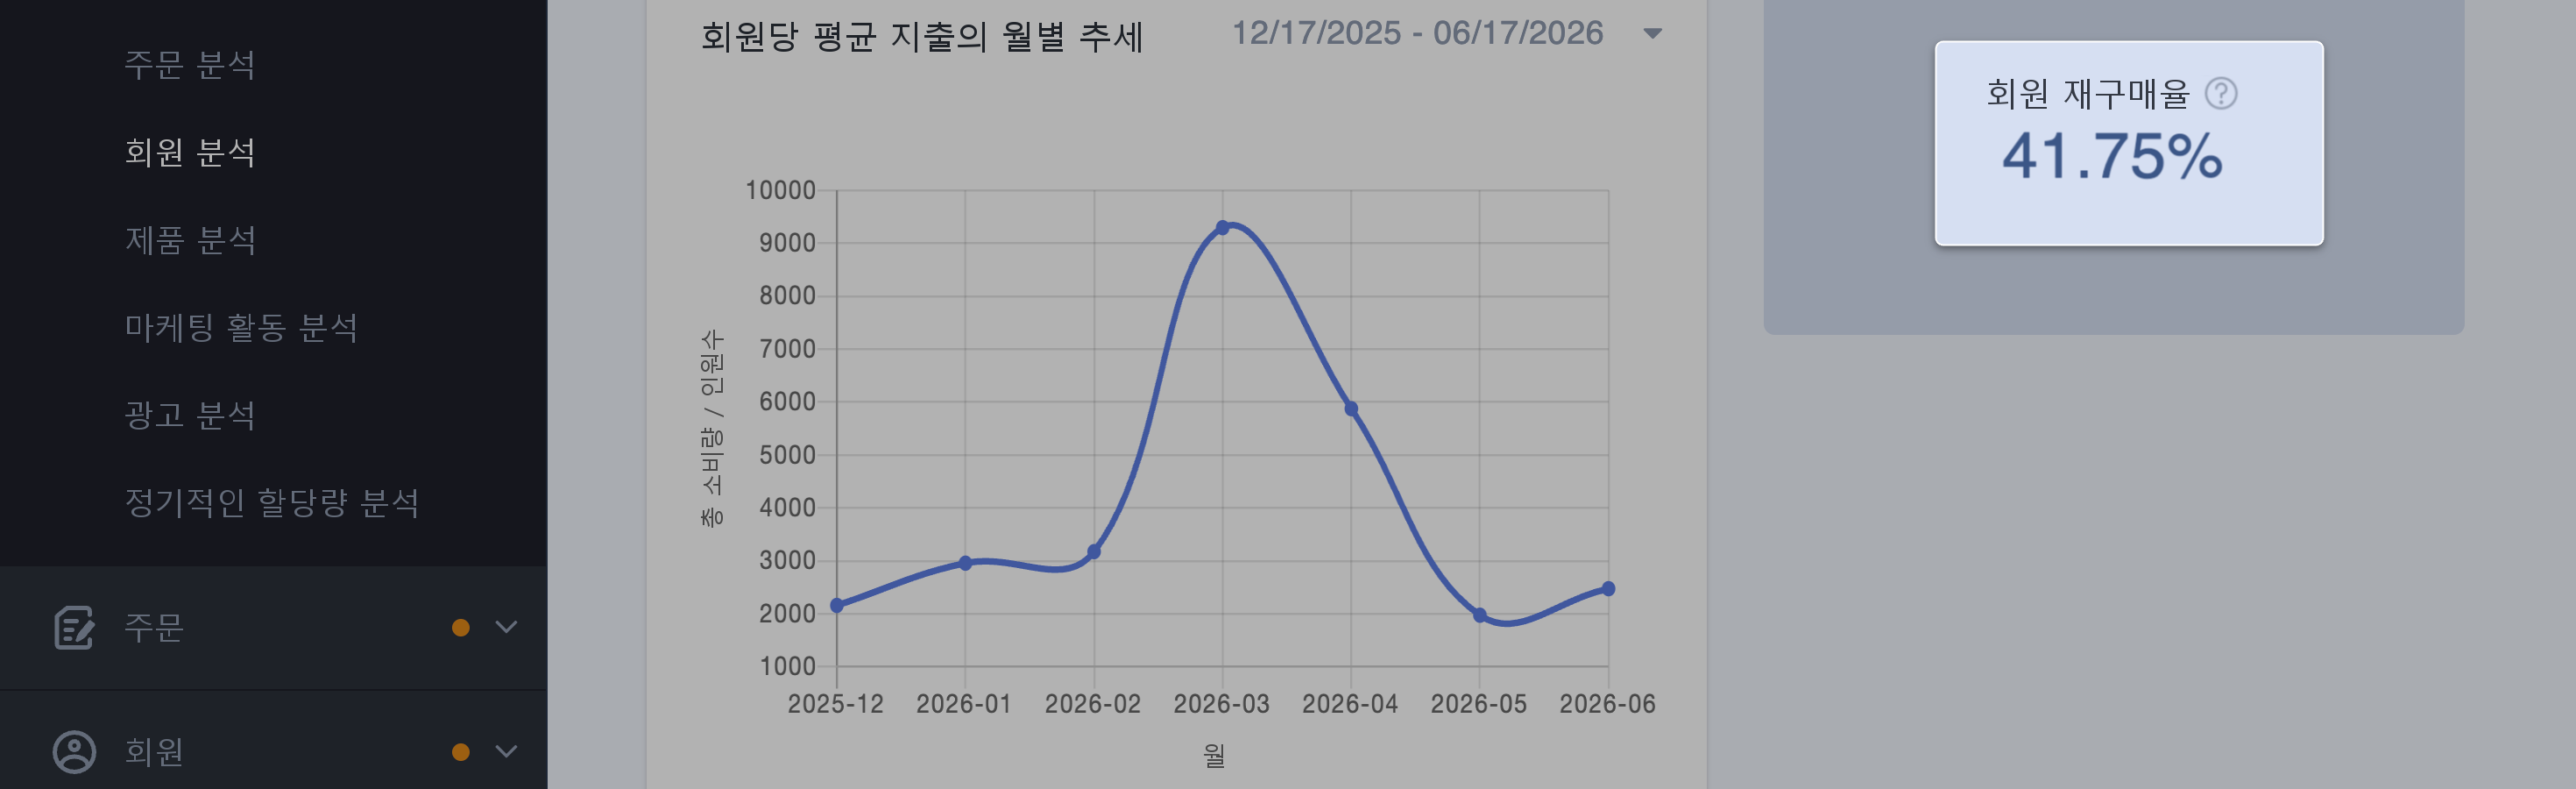 주문 분석
회원 분석
제품 분석
마케팅 활동 분석
광고 분석
정기적인 할당량 분석
주문
회원
회원당 평균 지출의 월별 추세
12/17/2025 - 06/17/2026
총 소비량 / 인원수
10000
9000
8000
7000
6000
5000
4000
3000
2000
1000
2025-12 2026-01 2026-02 2026-03 2026-04 2026-05 2026-06
월
회원 재구매율 ?
41.75%